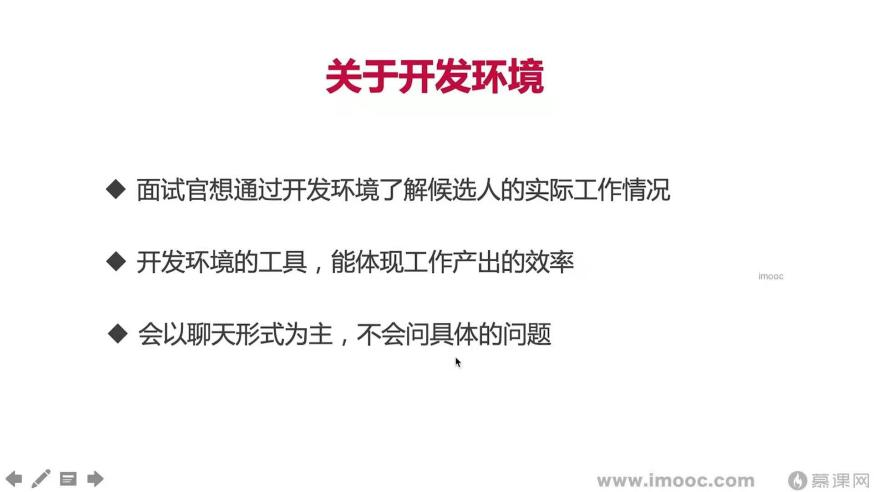 关于开发环境
◆ 面试官想通过开发环境了解候选人的实际工作情况
◆ 开发环境的工具，能体现工作产出的效率
imooc
◆ 会以聊天形式为主，不会问具体的问题
www.imooc.com 慕课网